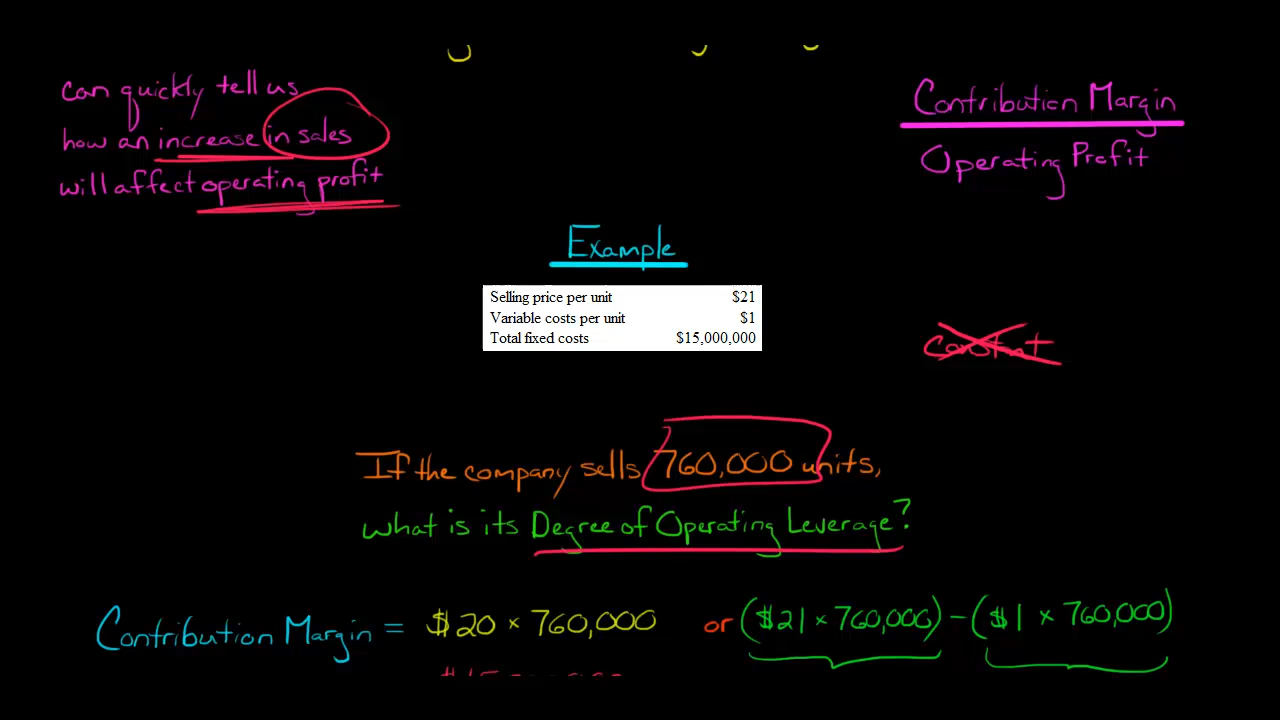 can quickly tell us
how an increase in sales
will affect operating profit
Contribution Margin
Operating Profit
Example
Selling price per unit $21
Variable costs per unit $1
Total fixed costs $15,000,000
If the company sells 760,000 units,
what is its Degree of Operating Leverage?
Contribution Margin = $20 × 760,000 or ($21 × 760,000) - ($1 × 760,000)